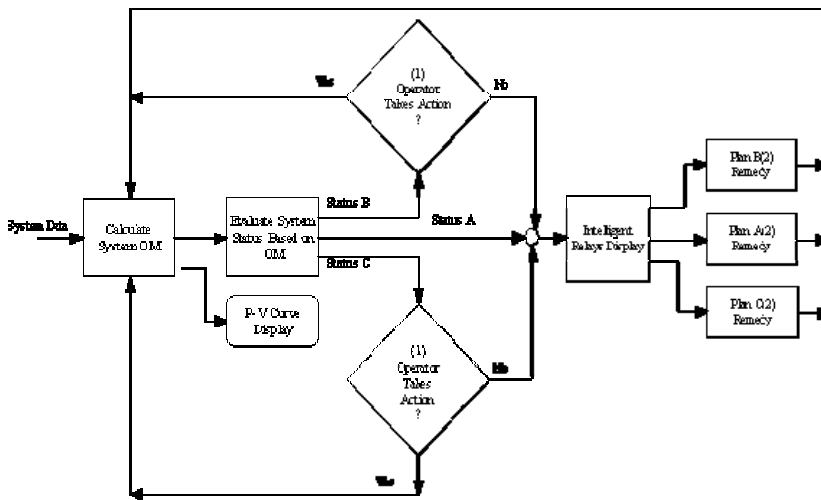 (1)
Operator
Takes Action
?
Yes
No
System Data
Calculate
System OM
Evaluate System
Status Based on
OM
Status B
Status A
Status C
Intelligent
Relays Display
Plan B(2)
Remedy
Plan A(2)
Remedy
Plan C(2)
Remedy
P-V Curve
Display
(1)
Operator
Takes
Action
?
No
Yes